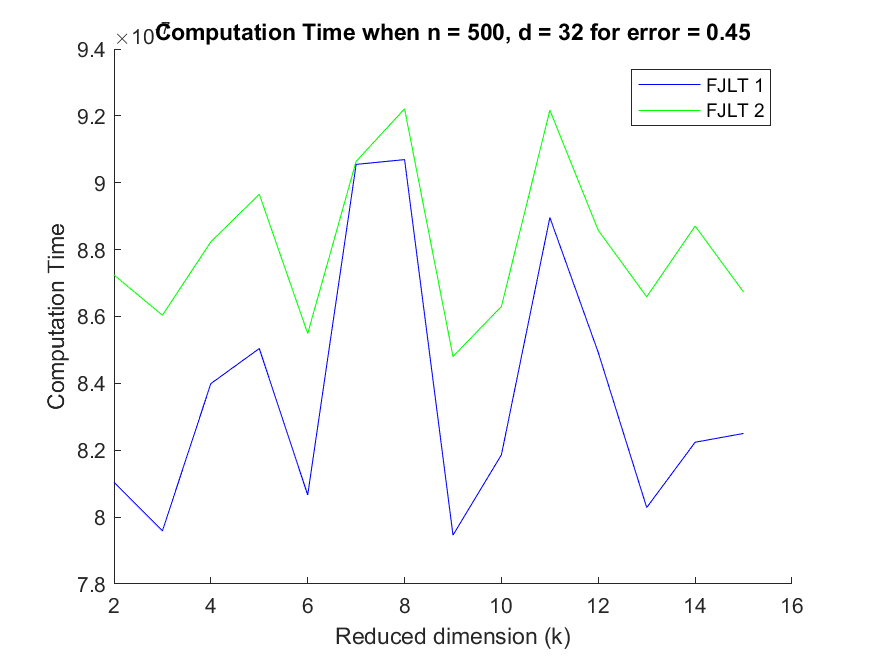 ×10
Computation Time when n = 500, d = 32 for error = 0.45
9.4
9.2
9
8.8
8.6
8.4
8.2
8
7.8
Computation Time
FJLT 1
FJLT 2
2 4 6 8 10 12 14 16
Reduced dimension (k)